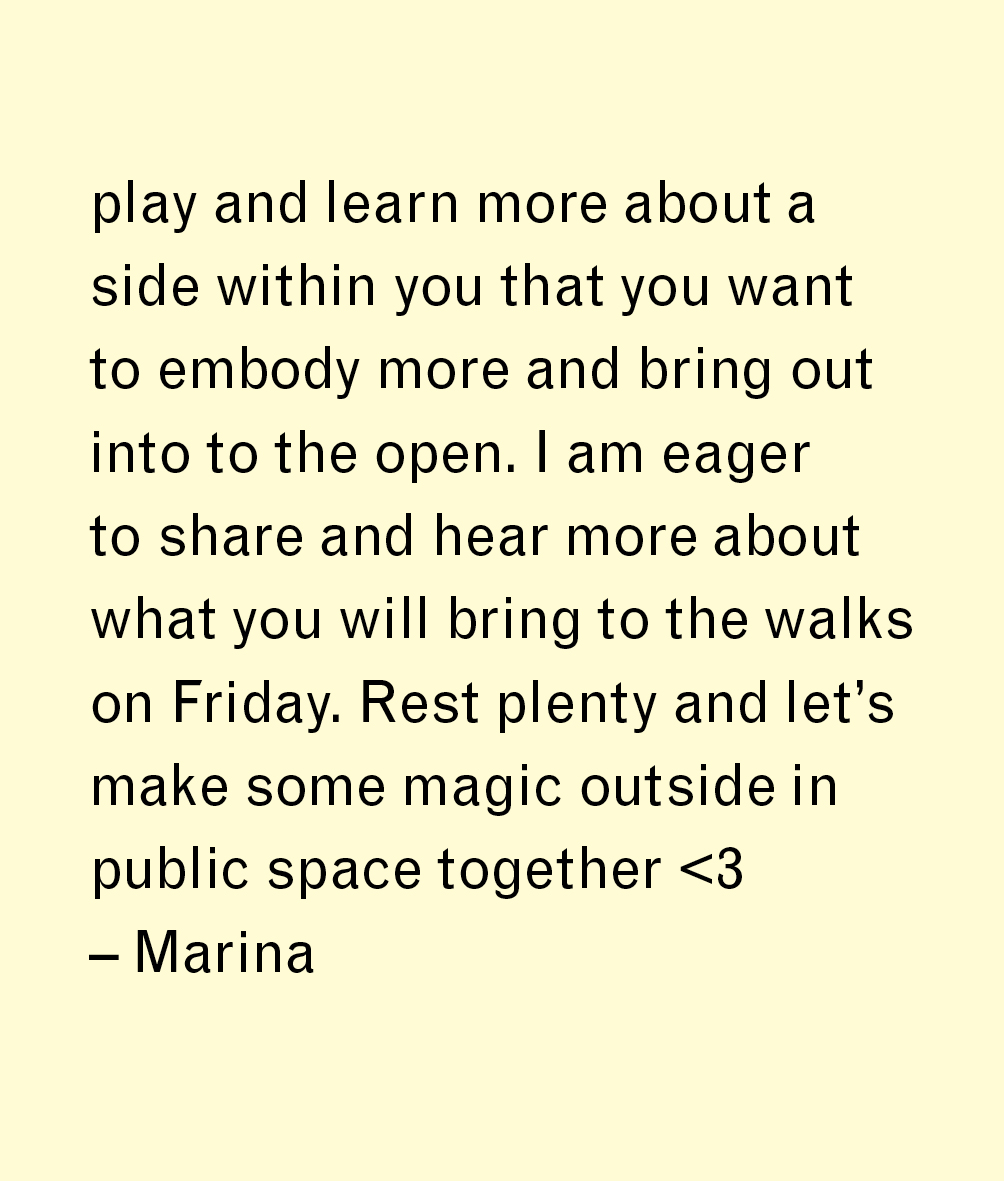 play and learn more about a
side within you that you want
to embody more and bring out
into to the open. I am eager
to share and hear more about
what you will bring to the walks
on Friday. Rest plenty and let’s
make some magic outside in
public space together <3
– Marina